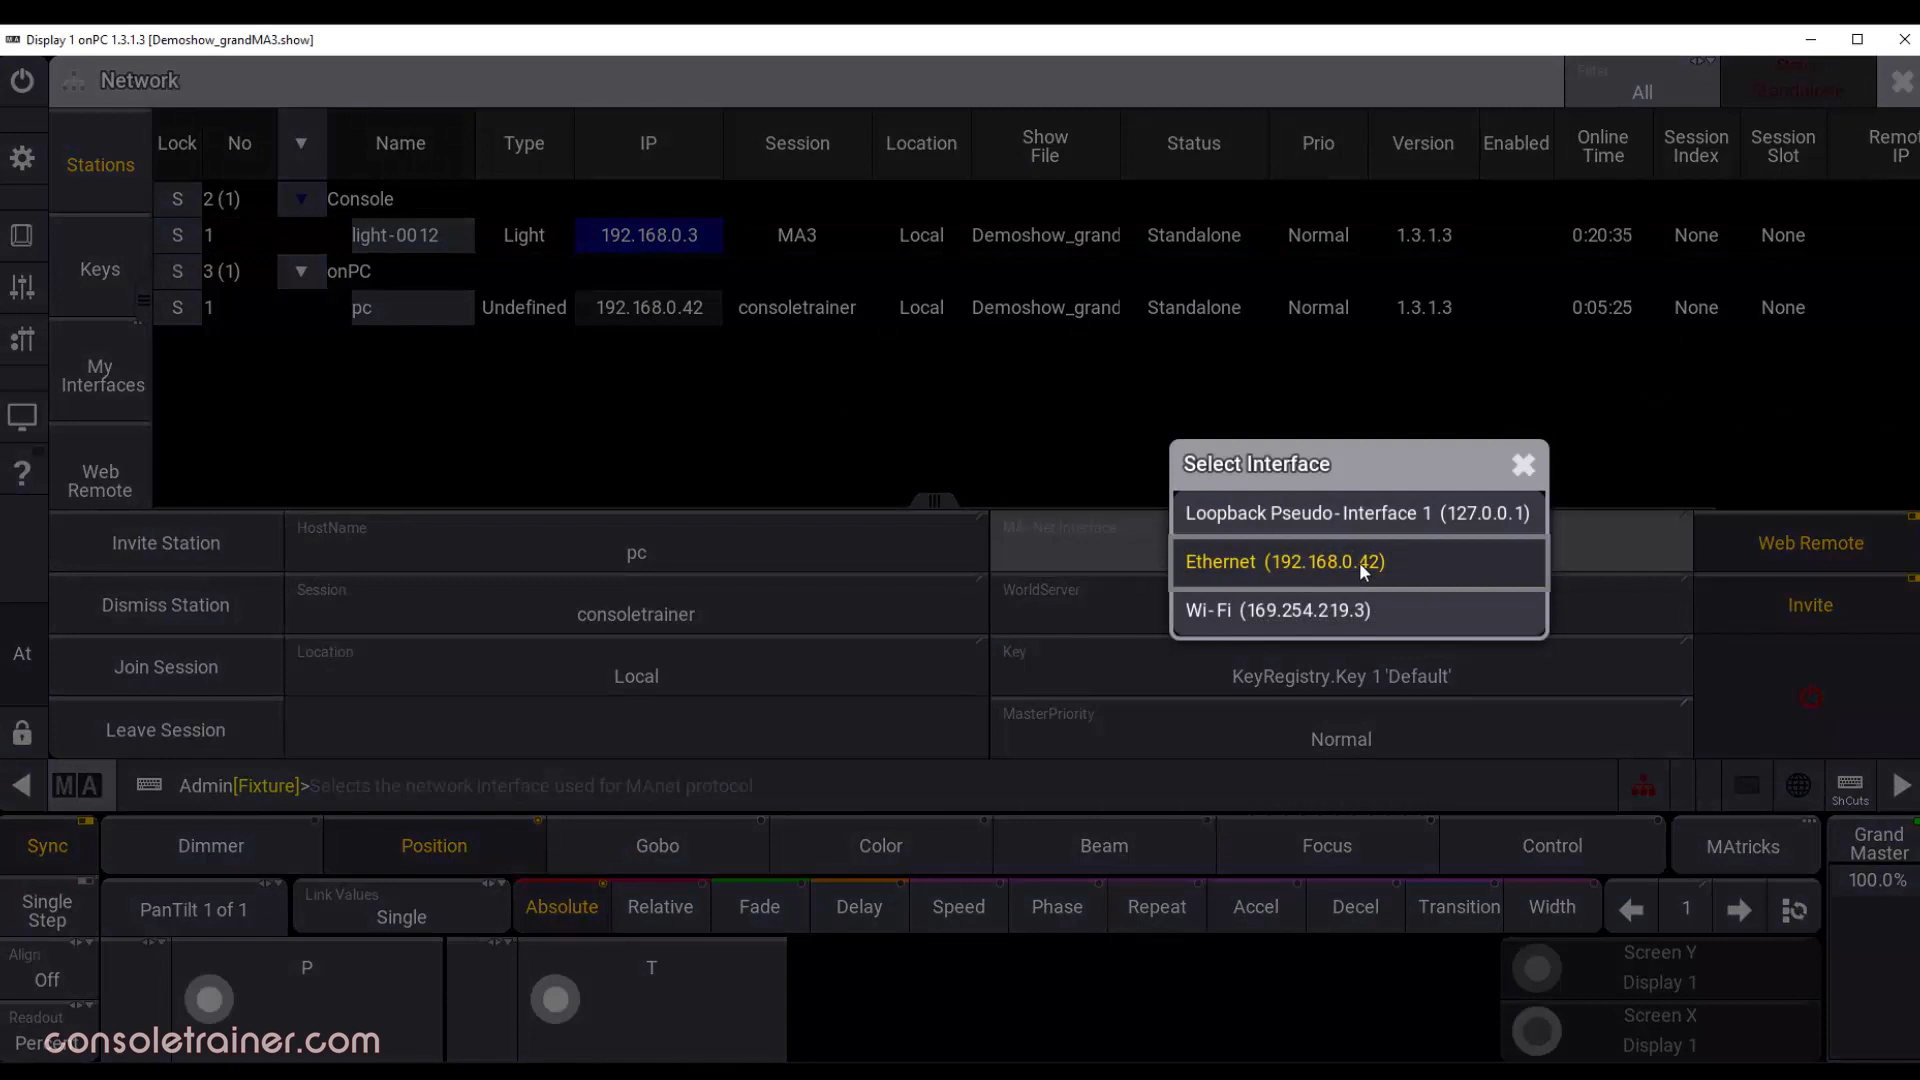 MA Display 1 onPC 1.3.1.3 [Demoshow_grandMA3.show]
Network
Filter
All
Standalone
Lock No Name Type IP Session Location Show File Status Prio Version Enabled Online Time Session Index Session Slot Remot IP
S 2 (1) Console
S 1 light-0012 Light 192.168.0.3 MA3 Local Demoshow_grand Standalone Normal 1.3.1.3 0:20:35 None None
S 3 (1) onPC
S 1 pc Undefined 192.168.0.42 consoletrainer Local Demoshow_grand Standalone Normal 1.3.1.3 0:05:25 None None
Stations
Keys
My Interfaces
Web Remote
Select Interface
Loopback Pseudo-Interface 1 (127.0.0.1)
Ethernet (192.168.0.42)
Wi-Fi (169.254.219.3)
Invite Station
HostName
pc
MA-Net Interface
Web Remote
Dismiss Station
Session
consoletrainer
WorldServer
Invite
Join Session
Location
Local
Key
KeyRegistry.Key 1 'Default'
Leave Session
MasterPriority
Normal
At
?
MA Admin[Fixture]>Selects the network interface used for MAnet protocol
ShCuts
Sync Dimmer Position Gobo Color Beam Focus Control MAtricks
Grand Master
100.0%
Single Step
PanTilt 1 of 1
Link Values
Single
Absolute Relative Fade Delay Speed Phase Repeat Accel Decel Transition Width 1
Align
Off
P
T
Screen Y
Display 1
Readout
Screen X
Display 1
consoletrainer.com